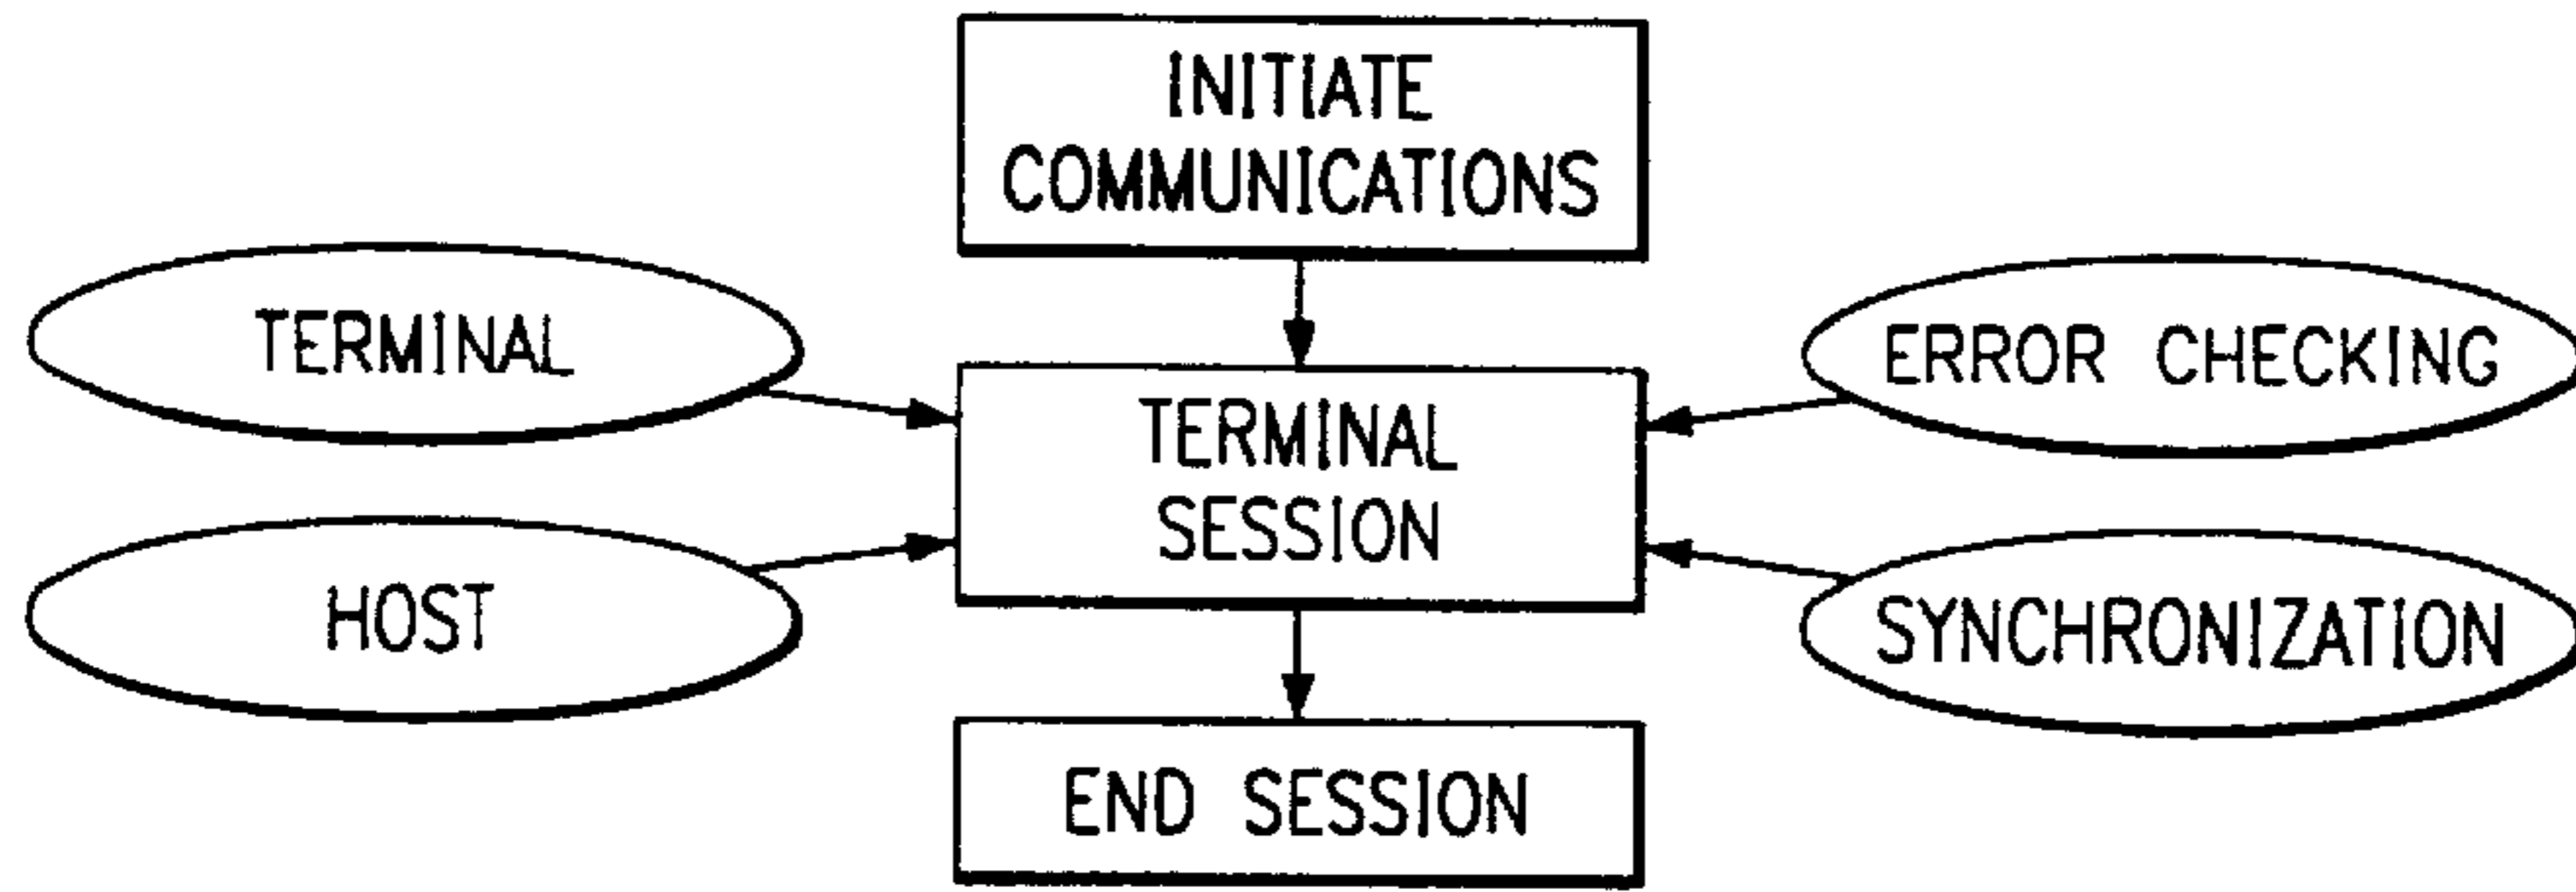 INITIATE
COMMUNICATIONS
TERMINAL
ERROR CHECKING
TERMINAL
SESSION
HOST
SYNCHRONIZATION
END SESSION